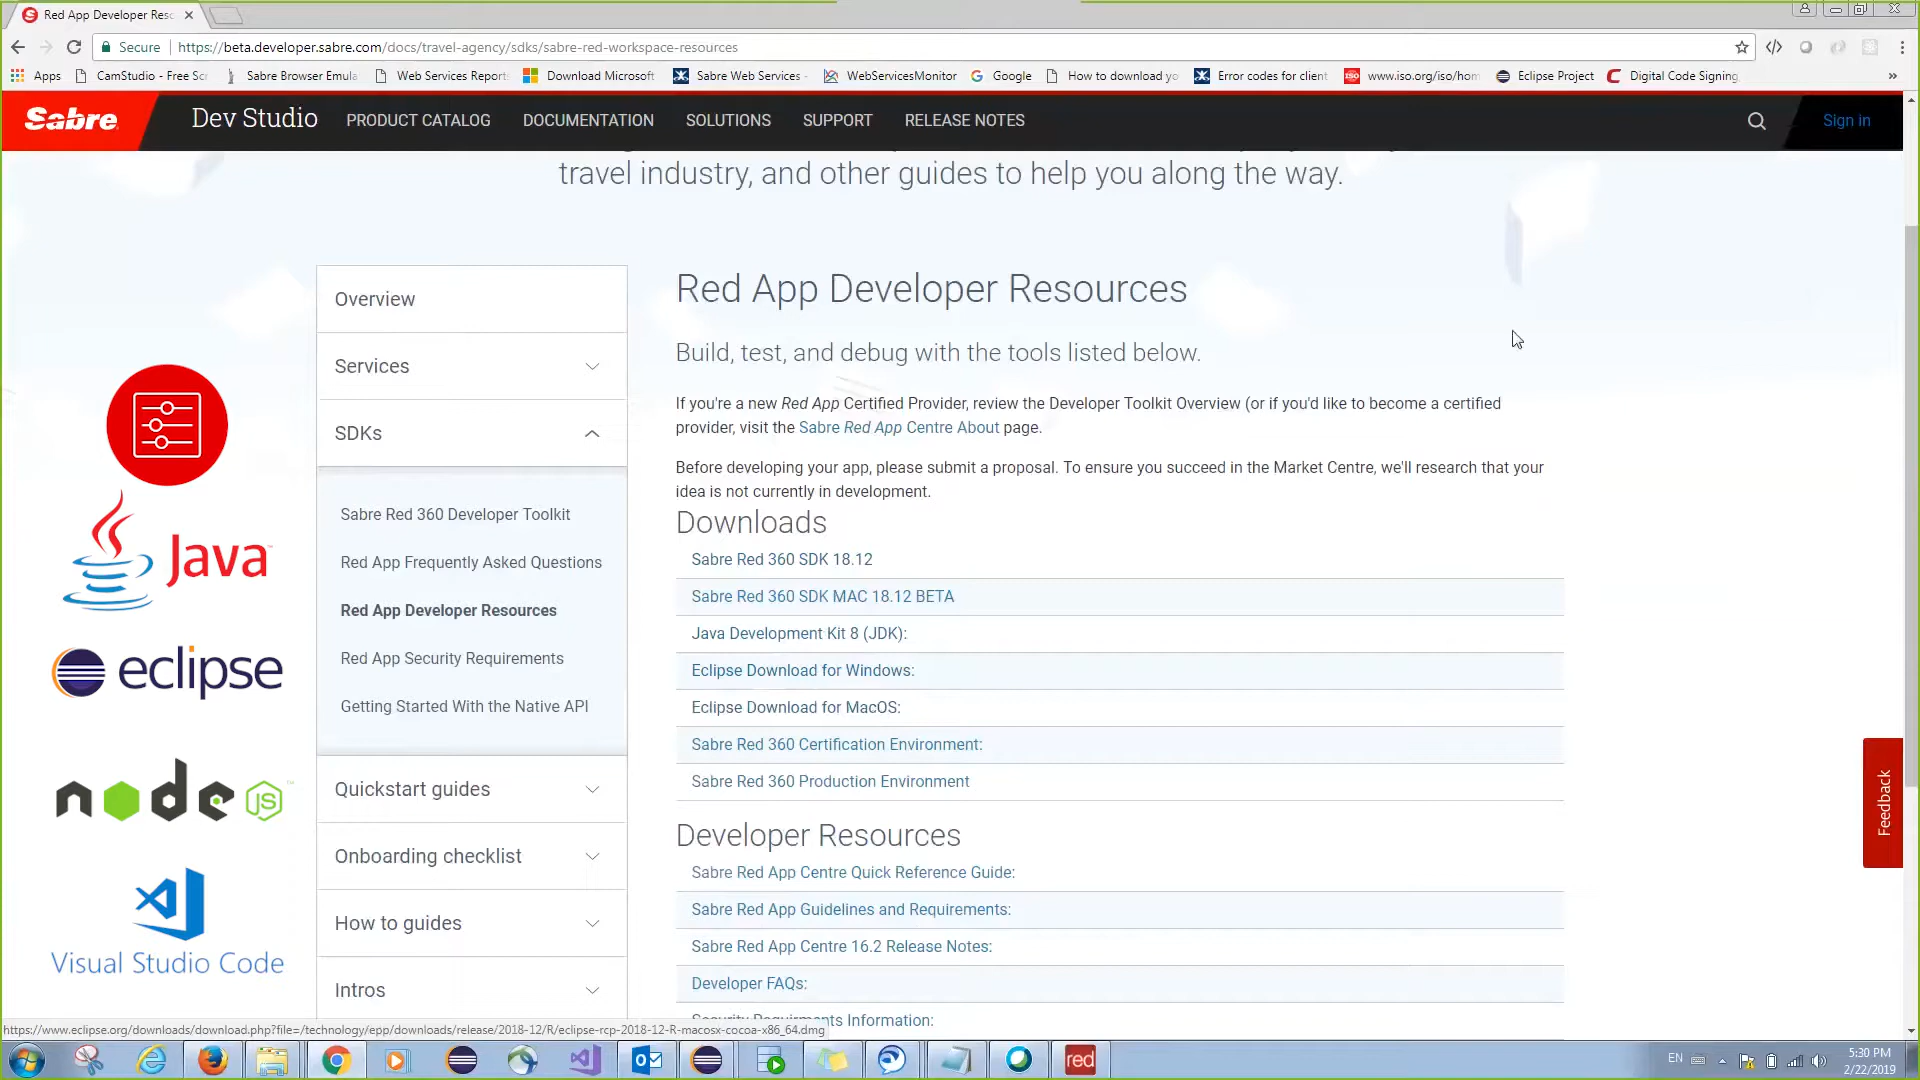 Red App Developer Reso
Secure
https://beta.developer.sabre.com/docs/travel-agency/sdks/sabre-red-workspace-resources
Apps
CamStudio - Free Scr
Sabre Browser Emula
Web Services Report
Download Microsoft
Sabre Web Services -
WebServicesMonitor
Google
How to download yo
Error codes for client
www.iso.org/iso/hom
Eclipse Project
Digital Code Signing
Sabre
Dev Studio
PRODUCT CATALOG
DOCUMENTATION
SOLUTIONS
SUPPORT
RELEASE NOTES
Sign in
travel industry, and other guides to help you along the way.
Overview
Services
SDKs
Sabre Red 360 Developer Toolkit
Red App Frequently Asked Questions
Red App Developer Resources
Red App Security Requirements
Getting Started With the Native API
Quickstart guides
Onboarding checklist
How to guides
Intros
Java
eclipse
node
JS
Visual Studio Code
Red App Developer Resources
Build, test, and debug with the tools listed below.
If you're a new Red App Certified Provider, review the Developer Toolkit Overview (or if you'd like to become a certified
provider, visit the Sabre Red App Centre About page.
Before developing your app, please submit a proposal. To ensure you succeed in the Market Centre, we'll research that your
idea is not currently in development.
Downloads
Sabre Red 360 SDK 18.12
Sabre Red 360 SDK MAC 18.12 BETA
Java Development Kit 8 (JDK):
Eclipse Download for Windows:
Eclipse Download for MacOS:
Sabre Red 360 Certification Environment:
Sabre Red 360 Production Environment
Developer Resources
Sabre Red App Centre Quick Reference Guide:
Sabre Red App Guidelines and Requirements:
Sabre Red App Centre 16.2 Release Notes:
Developer FAQs:
Security Requirments Information:
Feedback
https://www.eclipse.org/downloads/download.php?file=/technology/epp/downloads/release/2018-12/R/eclipse-rcp-2018-12-R-macosx-cocoa-x86_64.dmg
red
EN
5:30 PM
2/22/2019